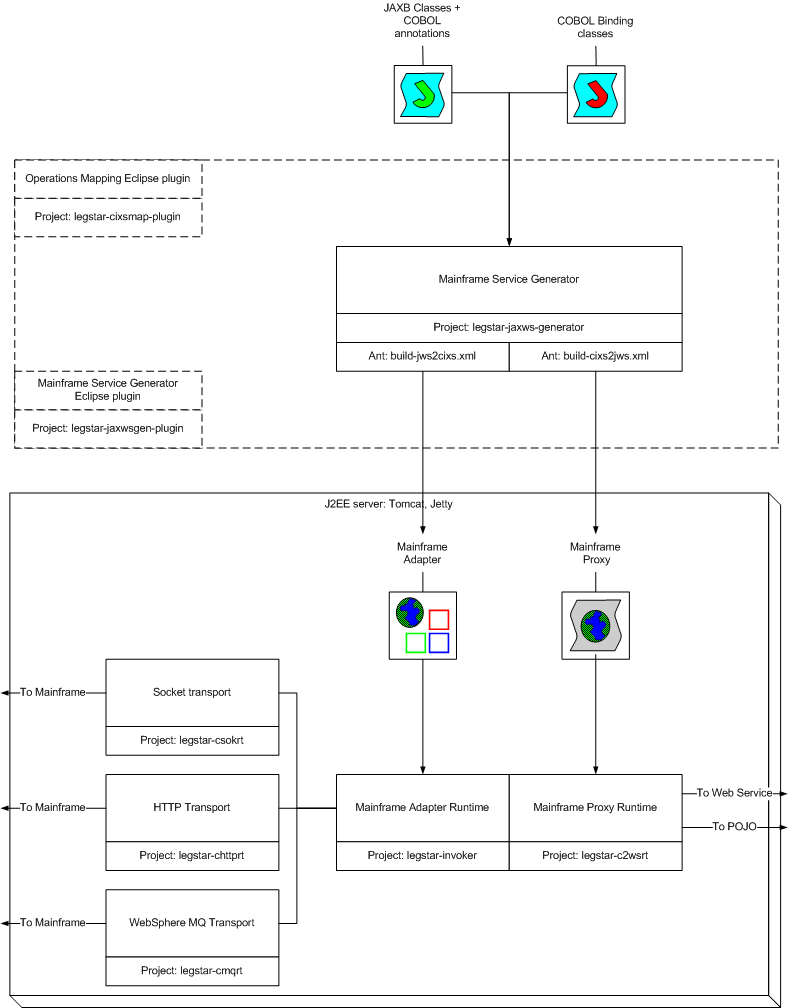 JAXB Classes +
COBOL
annotations
COBOL Binding
classes
Operations Mapping Eclipse plugin
Project: legstar-cixsmap-plugin
Mainframe Service Generator
Project: legstar-jaxws-generator
Ant: build-jws2cixs.xml
Ant: build-cixs2jws.xml
Mainframe Service Generator
Eclipse plugin
Project: legstar-jaxwsgen-plugin
J2EE server: Tomcat, Jetty
Mainframe
Adapter
Mainframe
Proxy
To Mainframe
Socket transport
Project: legstar-csokrt
To Mainframe
HTTP Transport
Project: legstar-chttprt
Mainframe Adapter Runtime
Project: legstar-invoker
Mainframe Proxy Runtime
Project: legstar-c2wsrt
To Web Service
To POJO
To Mainframe
WebSphere MQ Transport
Project: legstar-cmqrt